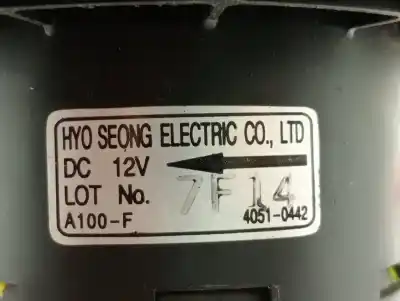 HYO SEONG ELECTRIC CO., LTD
DC 12V
LOT No. 7F14
A100-F 4051-0442